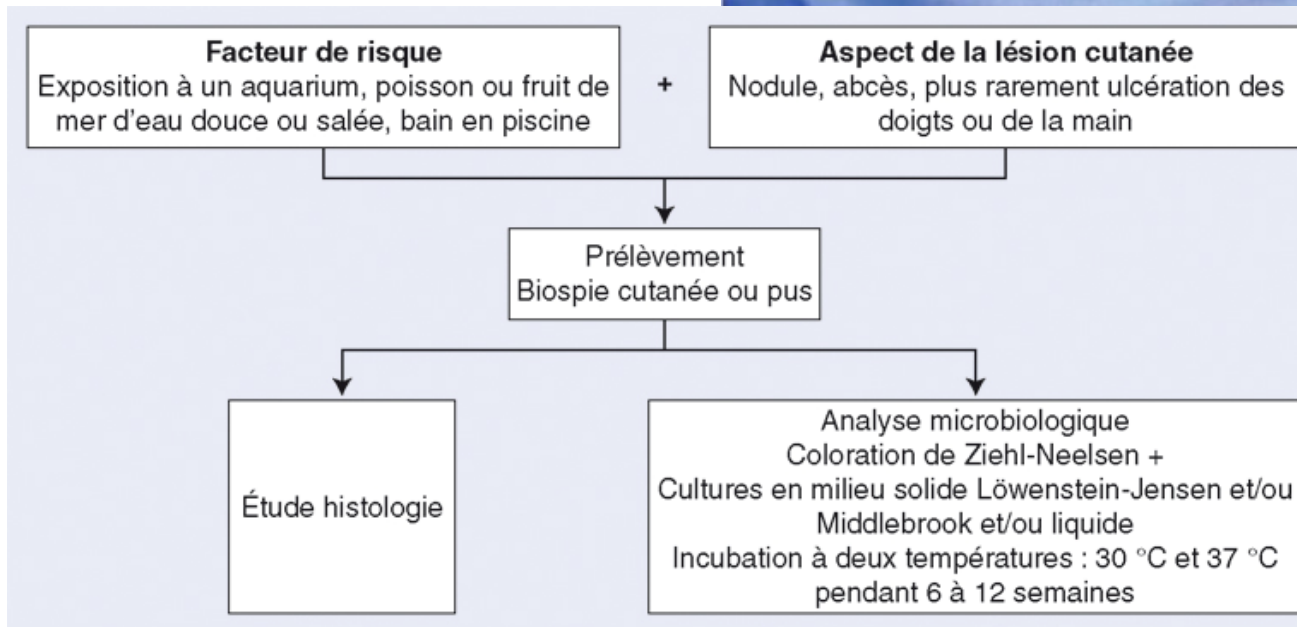 Facteur de risque
Exposition à un aquarium, poisson ou fruit de
mer d'eau douce ou salée, bain en piscine
+
Aspect de la lésion cutanée
Nodule, abcès, plus rarement ulcération des
doigts ou de la main
Prélèvement
Biospie cutanée ou pus
Étude histologie
Analyse microbiologique
Coloration de Ziehl-Neelsen +
Cultures en milieu solide Löwenstein-Jensen et/ou
Middlebrook et/ou liquide
Incubation à deux températures : 30 °C et 37 °C
pendant 6 à 12 semaines